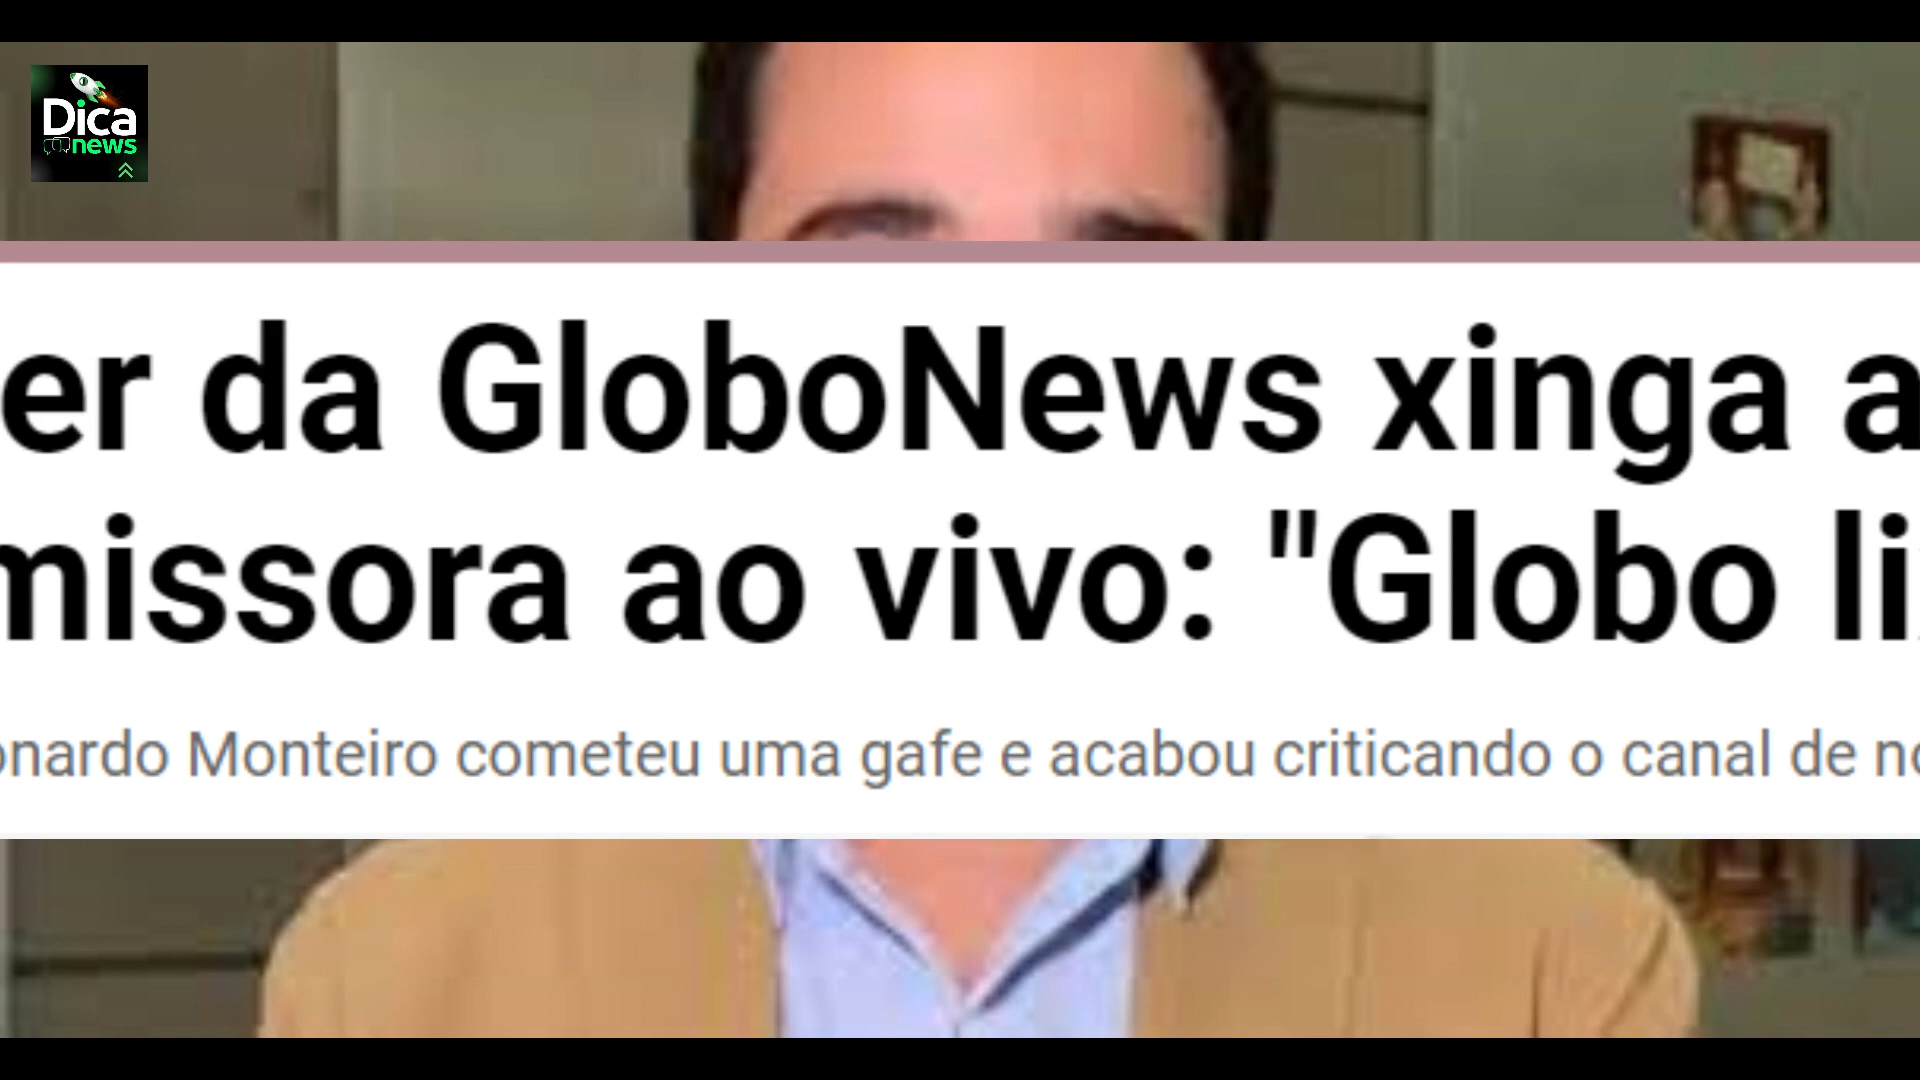 Dica
news
er da GloboNews xinga a
missora ao vivo: "Globo li
onardo Monteiro cometeu uma gafe e acabou criticando o canal de no